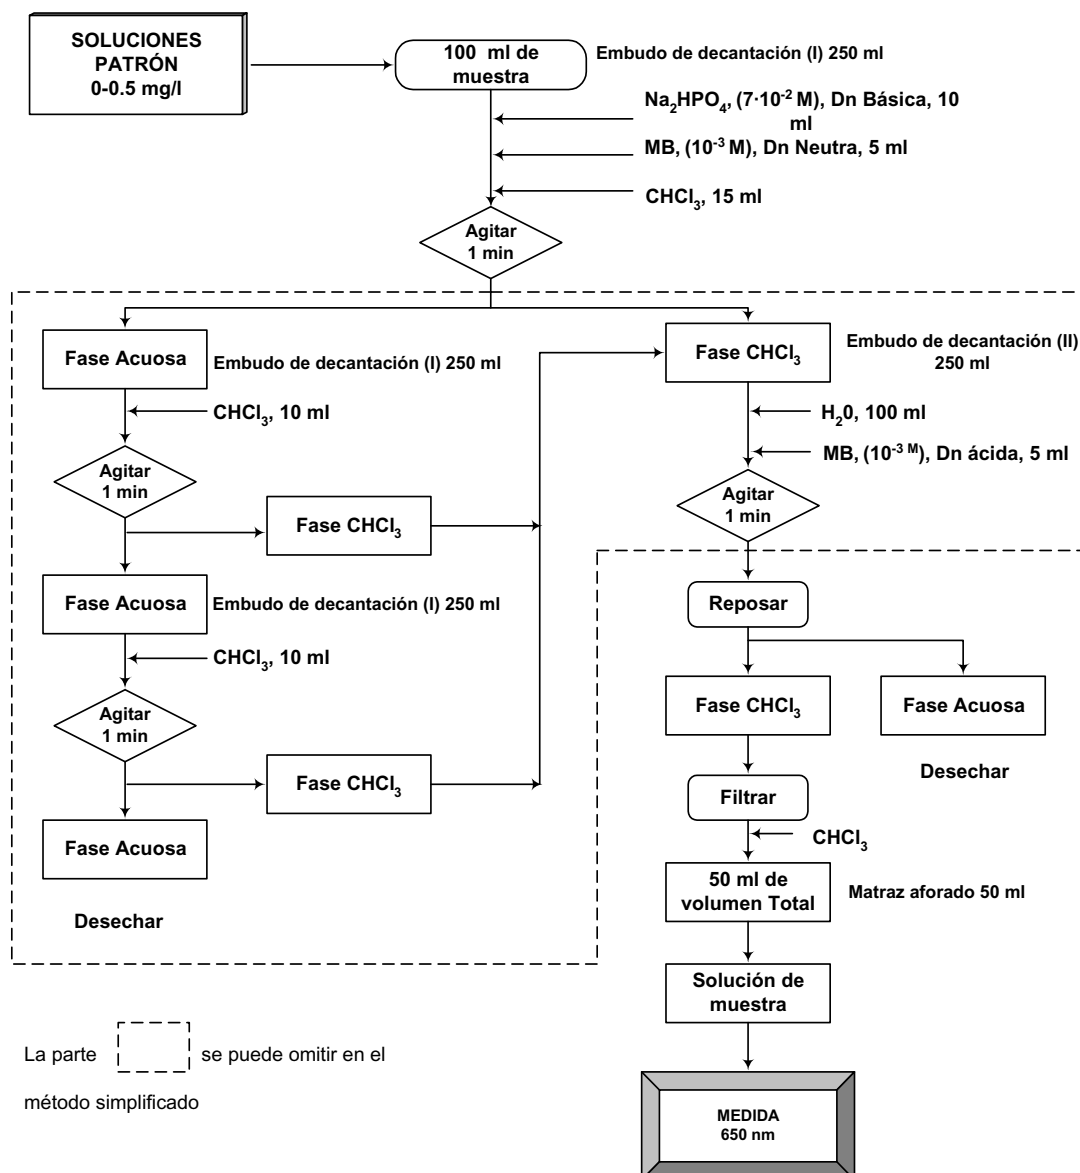 SOLUCIONES
PATRÓN
0-0.5 mg/l
100 ml de
muestra
Embudo de decantación (I) 250 ml
Na₂HPO₄, (7·10⁻² M), Dn Básica, 10
ml
MB, (10⁻³ M), Dn Neutra, 5 ml
CHCl₃, 15 ml
Agitar
1 min
Fase Acuosa
Embudo de decantación (I) 250 ml
CHCl₃, 10 ml
Agitar
1 min
Fase CHCl₃
Fase Acuosa
Embudo de decantación (I) 250 ml
CHCl₃, 10 ml
Agitar
1 min
Fase CHCl₃
Fase Acuosa
Desechar
Fase CHCl₃
Embudo de decantación (II)
250 ml
H₂0, 100 ml
MB, (10⁻³ ᴹ), Dn ácida, 5 ml
Agitar
1 min
Reposar
Fase CHCl₃
Fase Acuosa
Desechar
Filtrar
CHCl₃
50 ml de
volumen Total
Matraz aforado 50 ml
Solución de
muestra
MEDIDA
650 nm
La parte se puede omitir en el
método simplificado